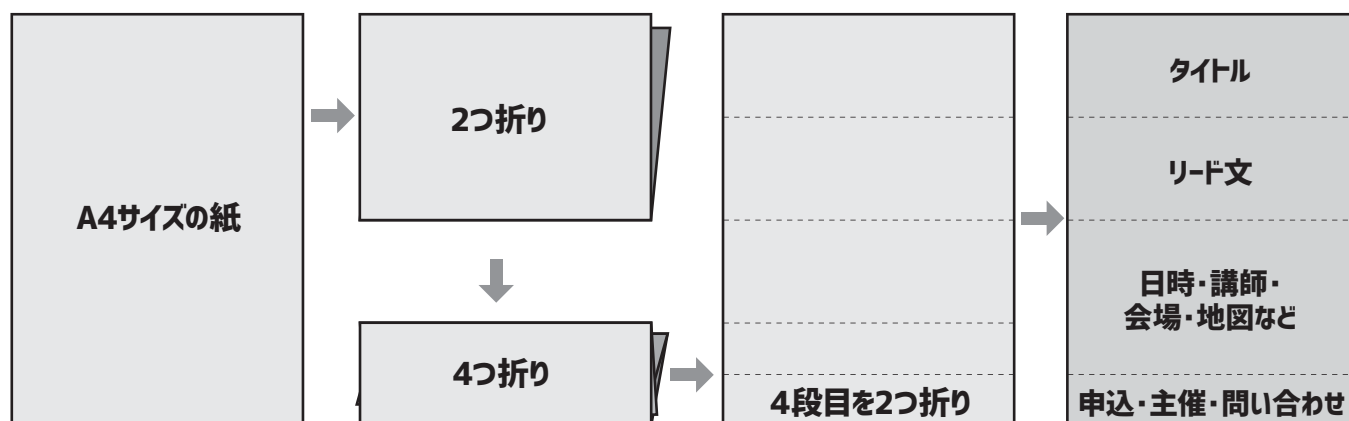 A4サイズの紙
2つ折り
4つ折り
4段目を2つ折り
タイトル
リード文
日時・講師・
会場・地図など
申込・主催・問い合わせ